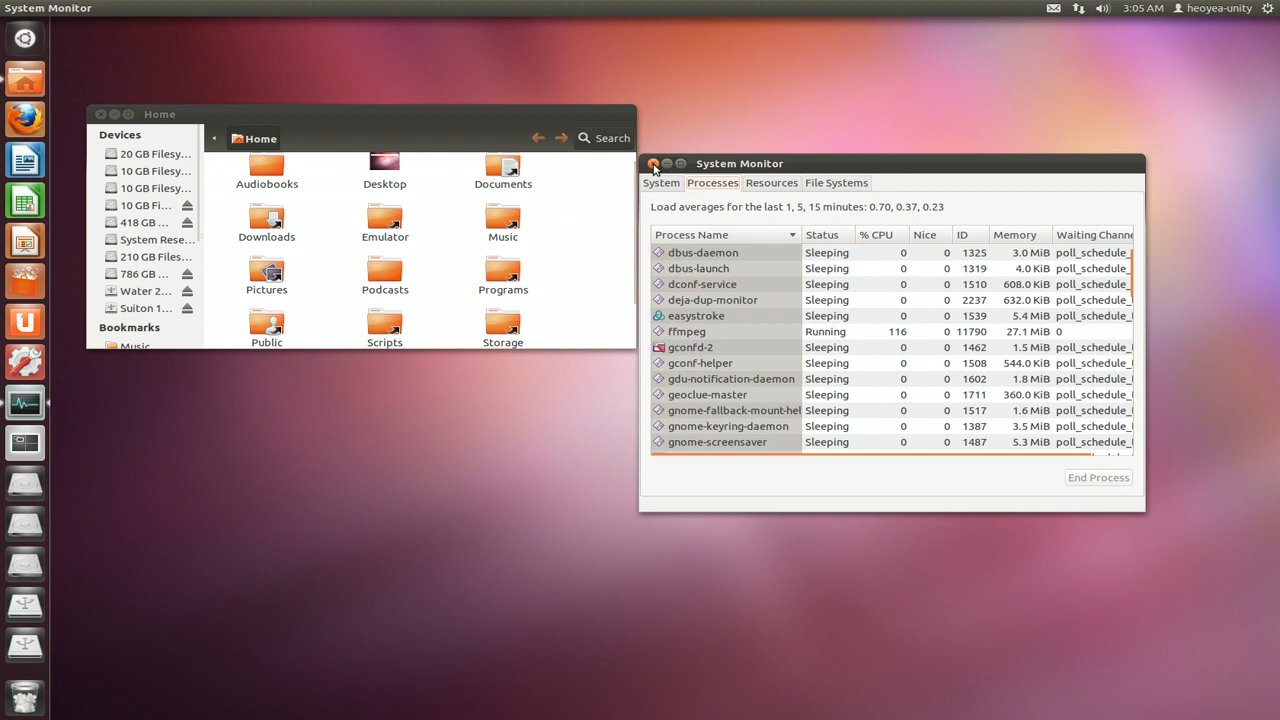 System Monitor
3:05 AM
heoyea-unity
Home
Devices
20 GB Filesy...
10 GB Filesy...
10 GB Filesy...
10 GB Fi...
418 GB ...
System Rese...
210 GB Files...
786 GB ...
Water 2...
Suiton 1...
Bookmarks
Music
Home
Search
Audiobooks Desktop Documents
Downloads Emulator Music
Pictures Podcasts Programs
Public Scripts Storage
System Monitor
System Processes Resources File Systems
Load averages for the last 1, 5, 15 minutes: 0.70, 0.37, 0.23
Process Name Status % CPU Nice ID Memory Waiting Channe
dbus-daemon Sleeping 0 0 1325 3.0 MiB poll_schedule_
dbus-launch Sleeping 0 0 1319 4.0 KiB poll_schedule_
dconf-service Sleeping 0 0 1510 608.0 KiB poll_schedule_
deja-dup-monitor Sleeping 0 0 2237 632.0 KiB poll_schedule_
easystroke Sleeping 0 0 1539 5.4 MiB poll_schedule_
ffmpeg Running 116 0 11790 27.1 MiB 0
gconfd-2 Sleeping 0 0 1462 1.5 MiB poll_schedule_
gconf-helper Sleeping 0 0 1508 544.0 KiB poll_schedule_
gdu-notification-daemon Sleeping 0 0 1602 1.8 MiB poll_schedule_
geoclue-master Sleeping 0 0 1711 360.0 KiB poll_schedule_
gnome-fallback-mount-hel Sleeping 0 0 1517 1.6 MiB poll_schedule_
gnome-keyring-daemon Sleeping 0 0 1387 3.5 MiB poll_schedule_
gnome-screensaver Sleeping 0 0 1487 5.3 MiB poll_schedule_
End Process